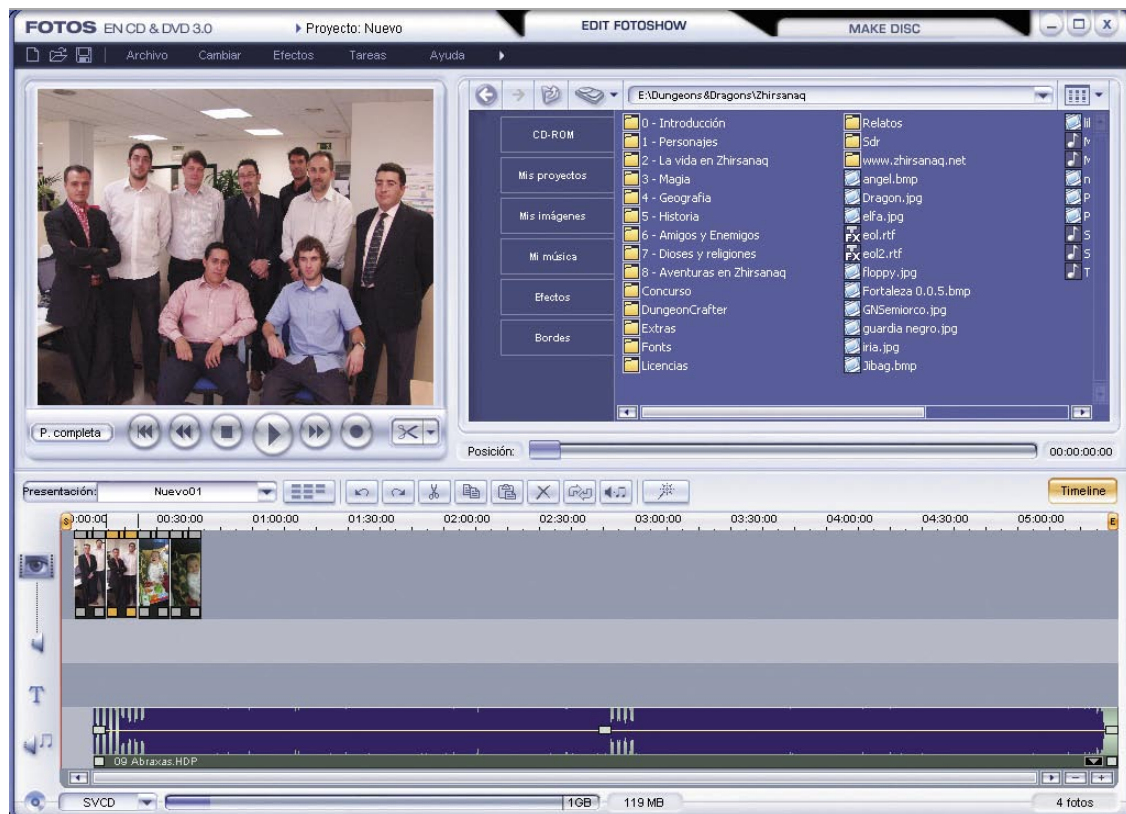 FOTOS EN CD & DVD 3.0
Proyecto: Nuevo
EDIT FOTOSHOW
MAKE DISC
Archivo Cambiar Efectos Tareas Ayuda
E:\Dungeons&Dragons\Zhirsanaq
CD-ROM
Mis proyectos
Mis imágenes
Mi música
Efectos
Bordes
0 - Introducción
1 - Personajes
2 - La vida en Zhirsanaq
3 - Magia
4 - Geografia
5 - Historia
6 - Amigos y Enemigos
7 - Dioses y religiones
8 - Aventuras en Zhirsanaq
Concurso
DungeonCrafter
Extras
Fonts
Licencias
Relatos
Sdr
www.zhirsanaq.net
angel.bmp
Dragon.jpg
elfa.jpg
eol.rtf
eol2.rtf
floppy.jpg
Fortaleza 0.0.5.bmp
GNSemiorco.jpg
guardia negro.jpg
iria.jpg
Jibag.bmp
P. completa
Posición:
00:00:00:00
Presentación: Nuevo01
Timeline
00:30:00 01:00:00 01:30:00 02:00:00 02:30:00 03:00:00 03:30:00 04:00:00 04:30:00 05:00:00
T
09 Abraxas.HDP
SVCD
1GB
119 MB
4 fotos